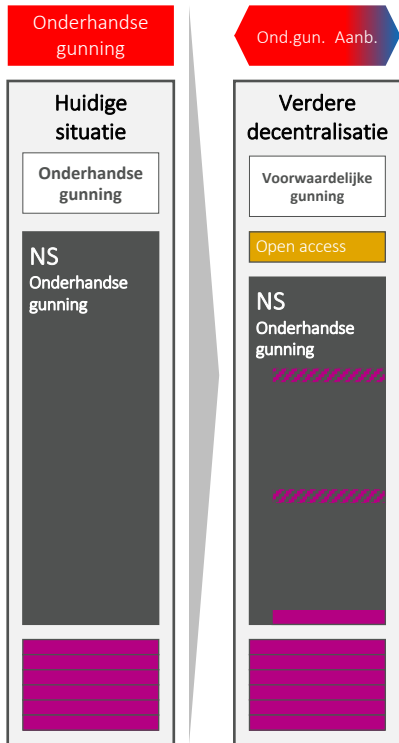 Onderhandse
gunning
Huidige
situatie
Onderhandse
gunning
NS
Onderhandse
gunning
Ond.gun. Aanb.
Verdere
decentralisatie
Voorwaardelijke
gunning
Open access
NS
Onderhandse
gunning